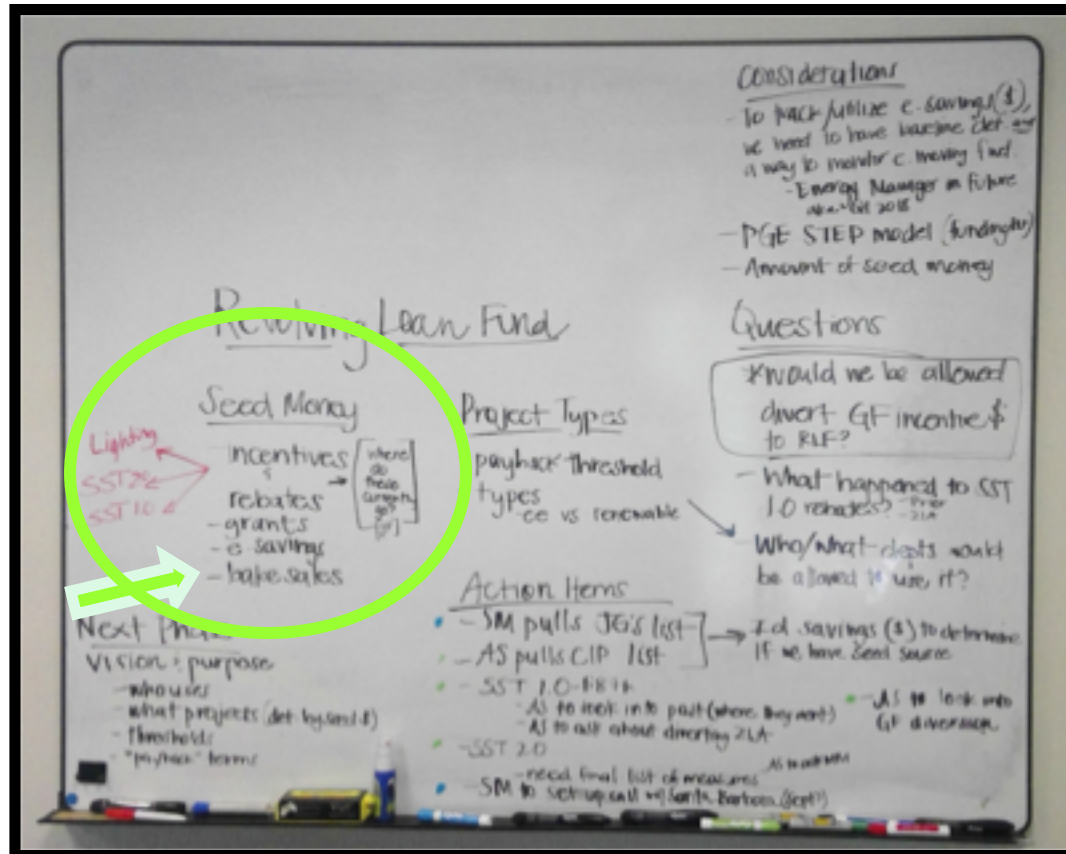 Considerations
- To track/utilize e. savings ($),
we need to have baseline def. and
a way to monitor e. moving fwd.
- Energy Manager in future
2018
- PGE STEP model (funding)
- Amount of seed money
Revolving Loan Fund
Seed Money
incentives
rebates
- grants
- e. savings
- bake sales
[where do these currently go?]
Lighting
SST 2.0
SST 1.0
Project Types
payback threshold
types
ee vs renewable
Questions
* Would we be allowed
divert GF incentive $
to RLF?
- What happened to SST
1.0 rebates? - Prior
- ZLA
- Who/what depts would
be allowed to use it?
Next Phase
Vision + purpose
- who uses
- what projects (det. by seed $)
- thresholds
- "payback" terms
Action Items
- SM pulls JG's list
- AS pulls CIP list
→ I.d. savings ($) to determine
if we have seed source
- SST 1.0
- AS to look into past (where they went)
- AS to ask about diverting ZLA
- AS to look into
GF diversion
- SST 2.0
- need final list of measures
AS to ask
- SM to set up call w/ Santa Barbara (Sept?)